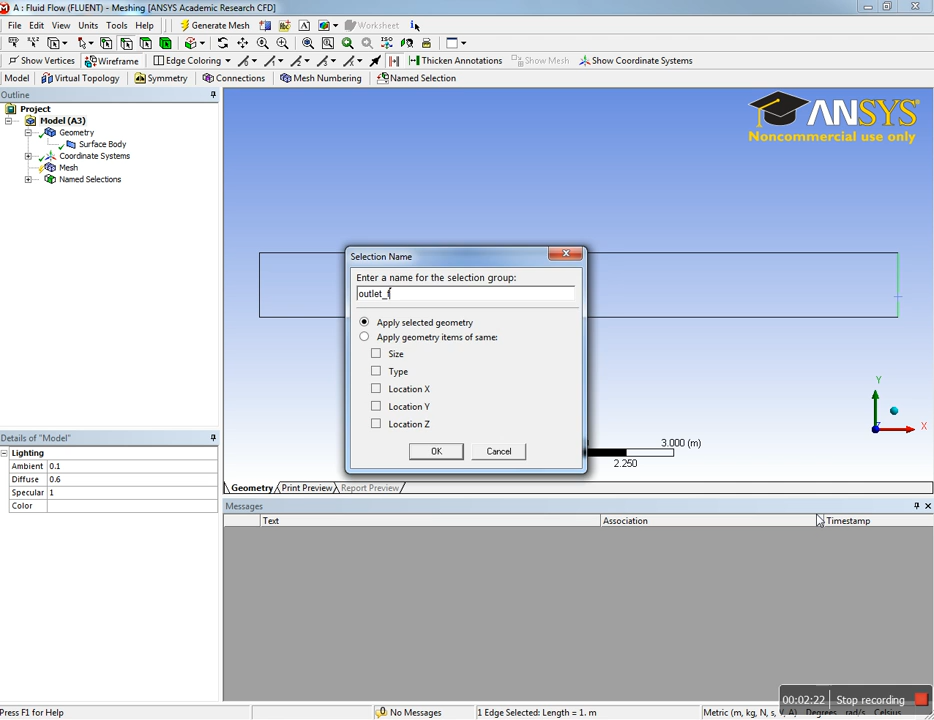 A : Fluid Flow (FLUENT) - Meshing [ANSYS Academic Research CFD]
File Edit View Units Tools Help Generate Mesh Worksheet
Show Vertices Wireframe Edge Coloring Thicken Annotations Show Mesh Show Coordinate Systems
Model Virtual Topology Symmetry Connections Mesh Numbering Named Selection
Outline
Project
Model (A3)
Geometry
Surface Body
Coordinate Systems
Mesh
Named Selections
ANSYS
Noncommercial use only
Selection Name
Enter a name for the selection group:
outlet_f
Apply selected geometry
Apply geometry items of same:
Size
Type
Location X
Location Y
Location Z
OK Cancel
Y
X
Z
3.000 (m)
2.250
Geometry Print Preview Report Preview
Details of "Model"
Lighting
Ambient 0.1
Diffuse 0.6
Specular 1
Color
Messages
Text Association Timestamp
00:02:22 Stop recording
Press F1 for Help
No Messages
1 Edge Selected: Length = 1. m
Metric (m, kg, N, s, V, A) Degrees rad/s Celsius